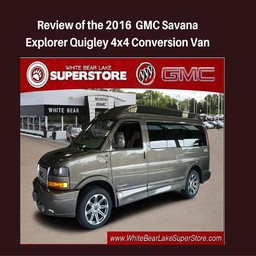 Review of the 2016 GMC Savana
Explorer Quigley 4x4 Conversion Van
WHITE BEAR LAKE
SUPERSTORE
GMC
WHITE BEAR
www.WhiteBearLakeSuperStore.com